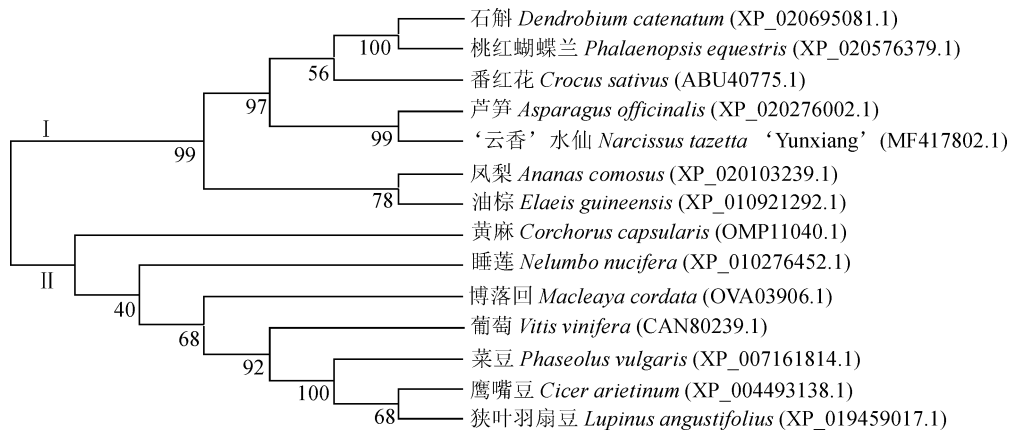 石斛 Dendrobium catenatum (XP_020695081.1)
100
桃红蝴蝶兰 Phalaenopsis equestris (XP_020576379.1)
56
番红花 Crocus sativus (ABU40775.1)
97
芦笋 Asparagus officinalis (XP_020276002.1)
I
99
‘云香’水仙 Narcissus tazetta ‘Yunxiang’ (MF417802.1)
99
凤梨 Ananas comosus (XP_020103239.1)
78
油棕 Elaeis guineensis (XP_010921292.1)
黄麻 Corchorus capsularis (OMP11040.1)
睡莲 Nelumbo nucifera (XP_010276452.1)
II
40
博落回 Macleaya cordata (OVA03906.1)
68
葡萄 Vitis vinifera (CAN80239.1)
92
菜豆 Phaseolus vulgaris (XP_007161814.1)
100
鹰嘴豆 Cicer arietinum (XP_004493138.1)
68
狭叶羽扇豆 Lupinus angustifolius (XP_019459017.1)